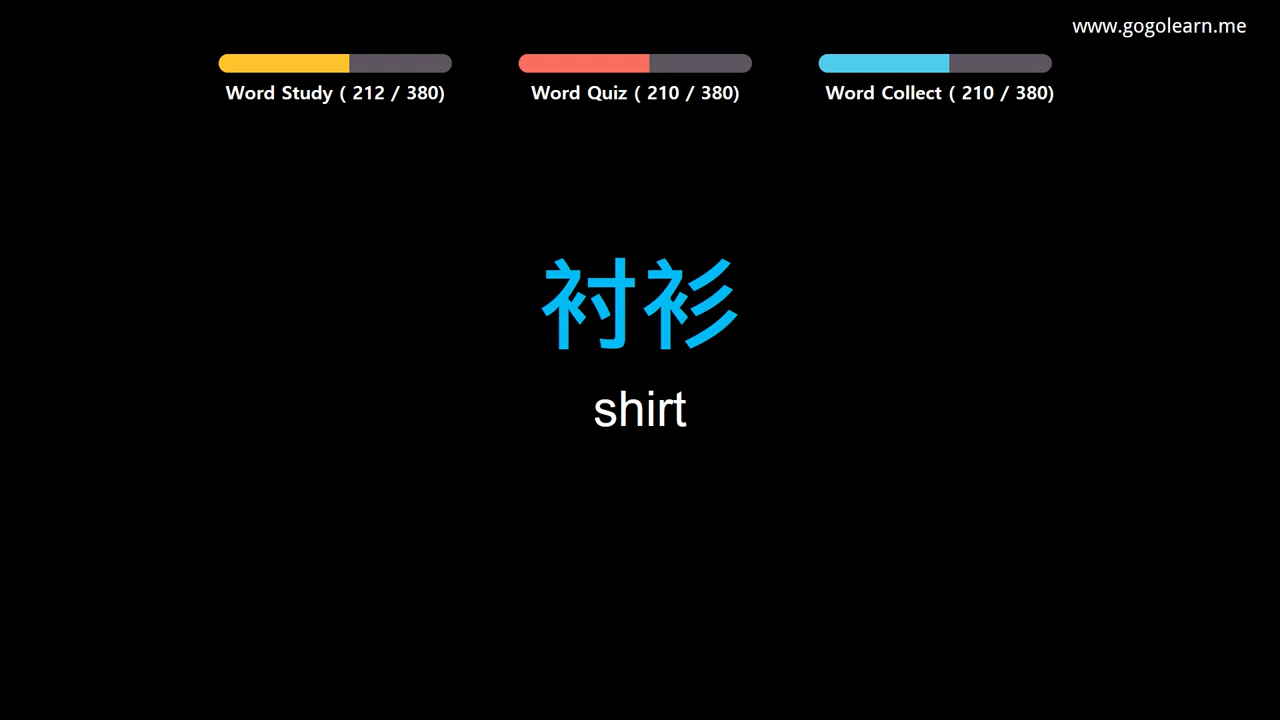 www.gogolearn.me
Word Study ( 212 / 380)
Word Quiz ( 210 / 380)
Word Collect ( 210 / 380)
衬衫
shirt